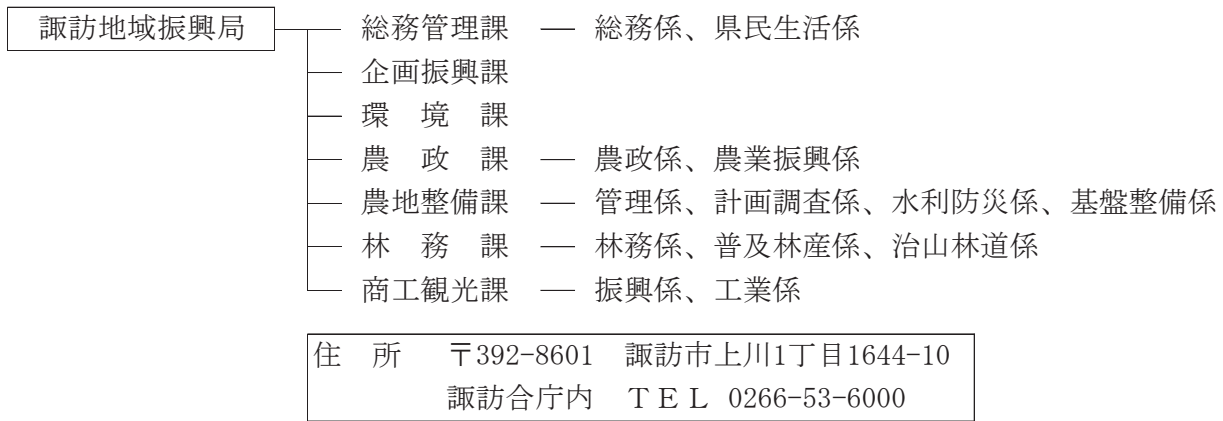 諏訪地域振興局 総務管理課 ― 総務係、県民生活係
企画振興課
環 境 課
農 政 課 ― 農政係、農業振興係
農地整備課 ― 管理係、計画調査係、水利防災係、基盤整備係
林 務 課 ― 林務係、普及林産係、治山林道係
商工観光課 ― 振興係、工業係
住 所 〒392-8601 諏訪市上川1丁目1644-10
諏訪合庁内 ＴＥＬ 0266-53-6000